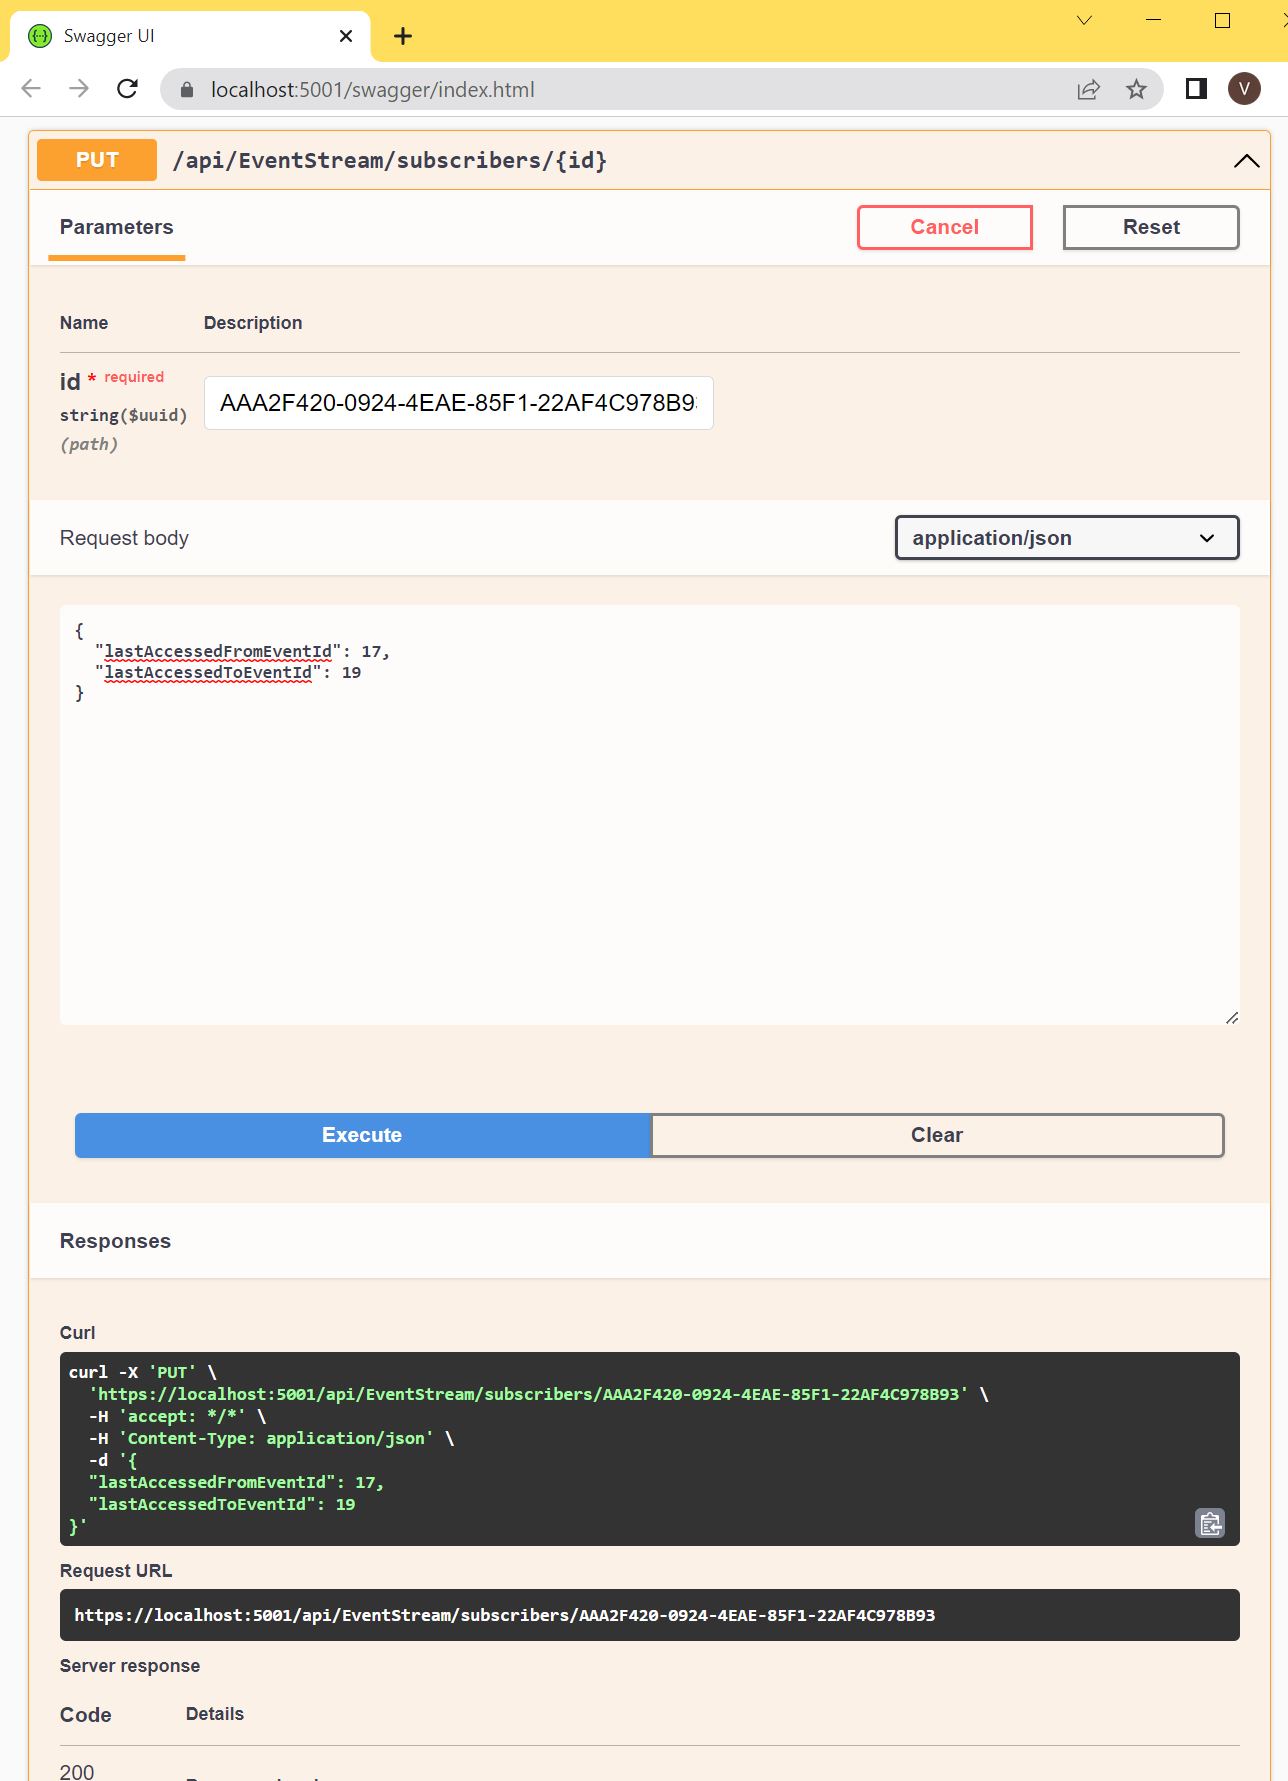 Swagger UI
localhost:5001/swagger/index.html
V
PUT /api/EventStream/subscribers/{id}
Parameters
Cancel
Reset
Name Description
id * required
string($uuid)
(path)
AAA2F420-0924-4EAE-85F1-22AF4C978B9
Request body
application/json
{
"lastAccessedFromEventId": 17,
"lastAccessedToEventId": 19
}
Execute
Clear
Responses
Curl
curl -X 'PUT' \
'https://localhost:5001/api/EventStream/subscribers/AAA2F420-0924-4EAE-85F1-22AF4C978B93' \
-H 'accept: */*' \
-H 'Content-Type: application/json' \
-d '{
"lastAccessedFromEventId": 17,
"lastAccessedToEventId": 19
}'
Request URL
https://localhost:5001/api/EventStream/subscribers/AAA2F420-0924-4EAE-85F1-22AF4C978B93
Server response
Code Details
200